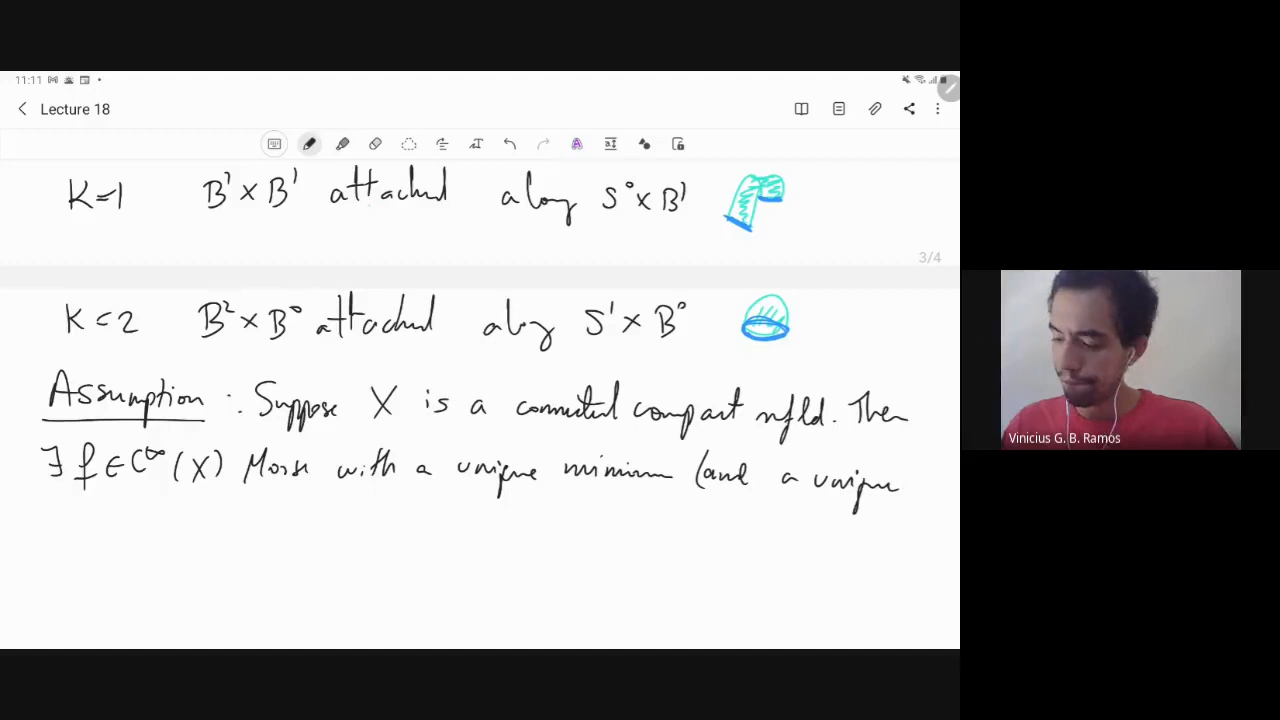 11:11
Lecture 18
K=1 B¹ × B¹ attached along S⁰ × B¹
3/4
K=2 B² × B⁰ attached along S¹ × B⁰
Assumption: Suppose X is a connected compact mfld. Then
∃ f ∈ C^∞(X) Morse with a unique minimum (and a unique
Vinicius G. B. Ramos